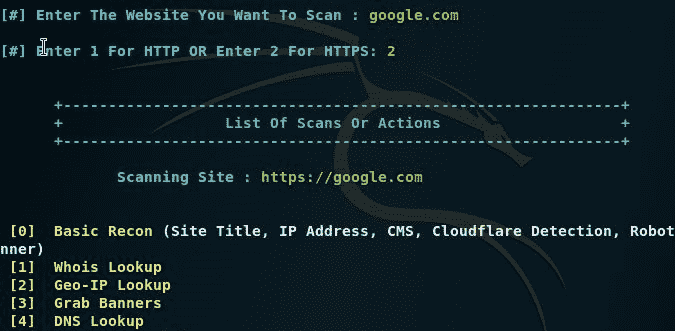 [#] Enter The Website You Want To Scan : google.com
[#] Enter 1 For HTTP OR Enter 2 For HTTPS: 2
+--------------------------------------------------------------+
+ List Of Scans Or Actions +
+--------------------------------------------------------------+
Scanning Site : https://google.com
[0] Basic Recon (Site Title, IP Address, CMS, Cloudflare Detection, Robot
nner)
[1] Whois Lookup
[2] Geo-IP Lookup
[3] Grab Banners
[4] DNS Lookup